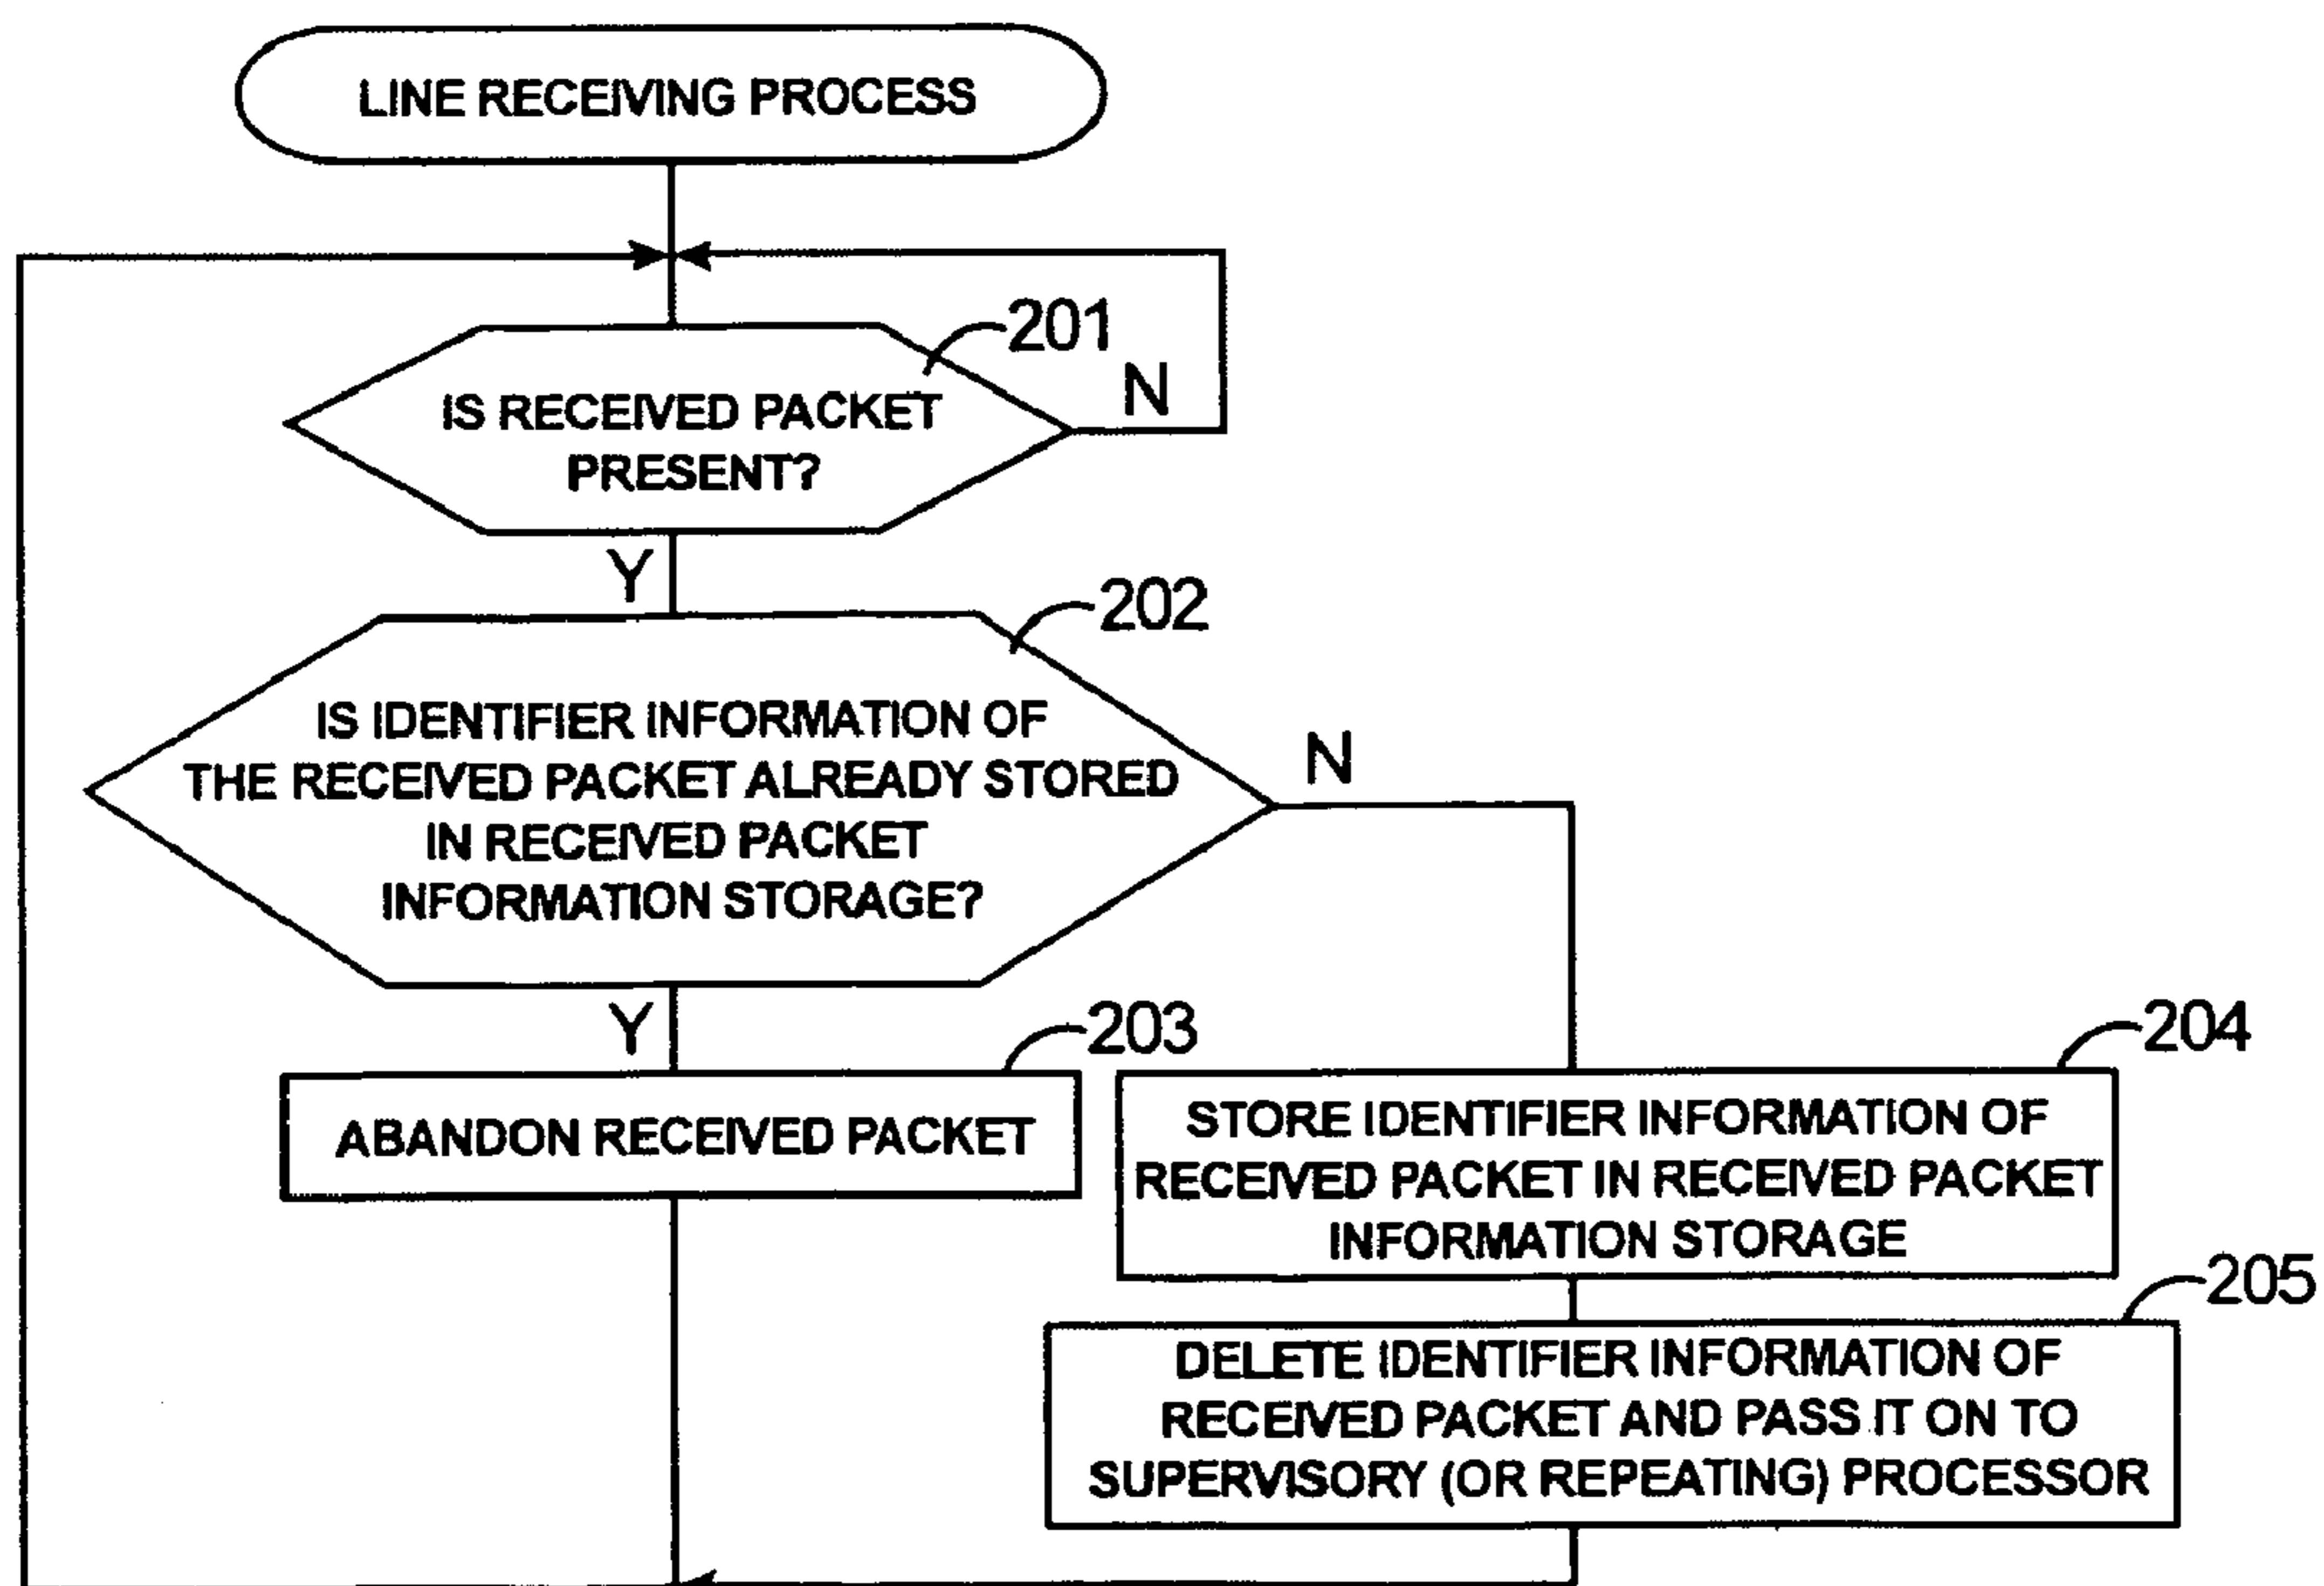 LINE RECEIVING PROCESS
201
N
IS RECEIVED PACKET
PRESENT?
Y
202
IS IDENTIFIER INFORMATION OF
THE RECEIVED PACKET ALREADY STORED
IN RECEIVED PACKET
INFORMATION STORAGE?
N
Y
203
ABANDON RECEIVED PACKET
204
STORE IDENTIFIER INFORMATION OF
RECEIVED PACKET IN RECEIVED PACKET
INFORMATION STORAGE
205
DELETE IDENTIFIER INFORMATION OF
RECEIVED PACKET AND PASS IT ON TO
SUPERVISORY (OR REPEATING) PROCESSOR